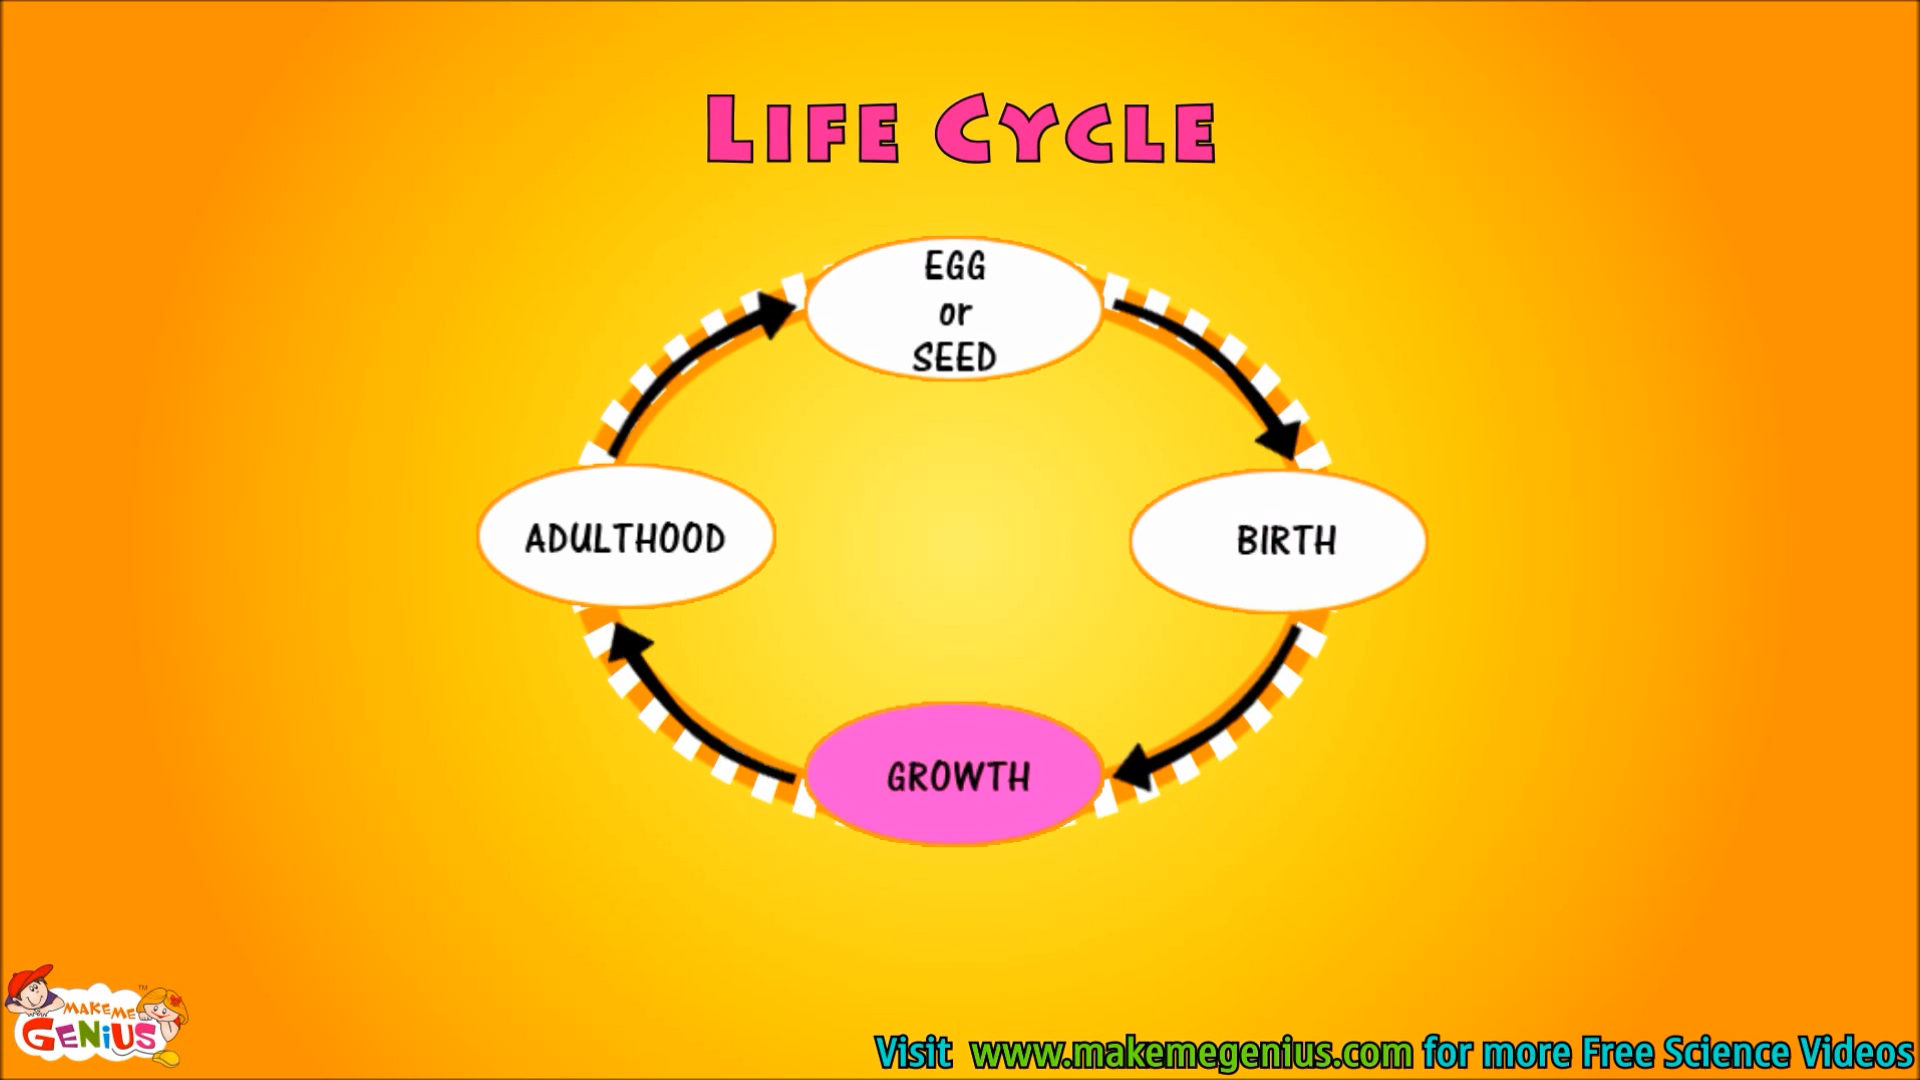 LIFE CYCLE
EGG
or
SEED
ADULTHOOD
BIRTH
GROWTH
MAKE ME
GENiUS
TM
Visit www.makemegenius.com for more Free Science Videos